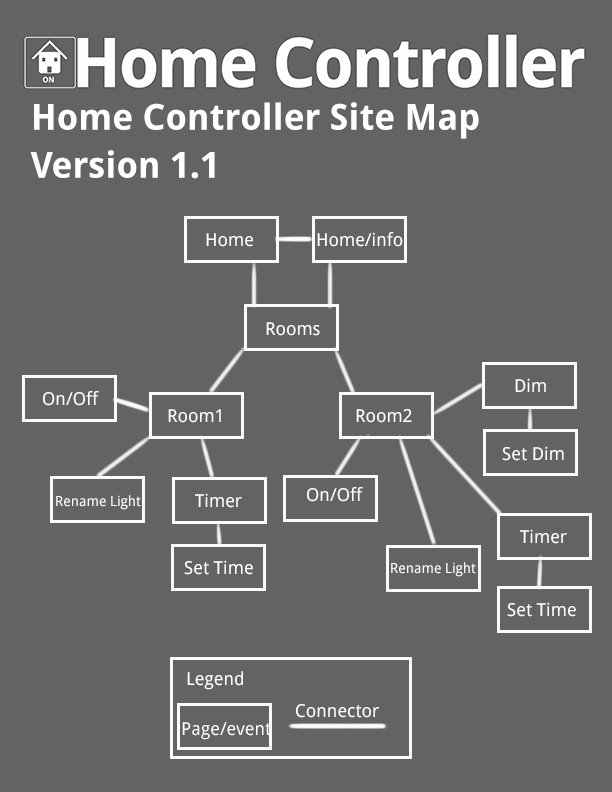 ON
Home Controller
Home Controller Site Map
Version 1.1
Home
Home/info
Rooms
On/Off
Room1
Room2
Dim
Set Dim
Rename Light
Timer
On/Off
Timer
Set Time
Rename Light
Set Time
Legend
Page/event
Connector